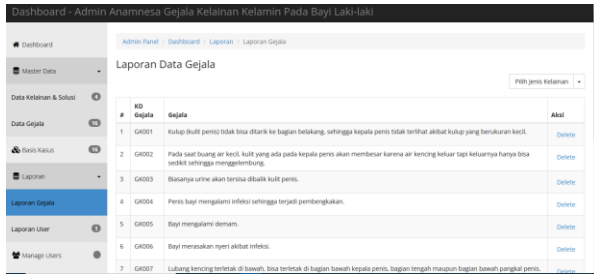 Dashboard - Admin Anamnesa Gejala Kelainan Kelamin Pada Bayi Laki-laki
Dashboard
Master Data
Data Kelainan & Solusi 4
Data Gejala 16
Basis Kasus 16
Laporan
Laporan Gejala
Laporan User
Manage Users
Admin Panel / Dashboard / Laporan / Laporan Gejala
Laporan Data Gejala
Pilih Jenis Kelainan
# KD Gejala Gejala Aksi
1 GK001 Kulup (kulit penis) tidak bisa ditarik ke bagian belakang, sehingga kepala penis tidak terlihat akibat kulup yang berukuran kecil. Delete
2 GK002 Pada saat buang air kecil, kulit yang ada pada kepala penis akan membesar karena air kencing keluar tapi keluarnya hanya bisa
sedikit sehingga menggelembung. Delete
3 GK003 Biasanya urine akan tersisa dibalik kulit penis. Delete
4 GK004 Penis bayi mengalami infeksi sehingga terjadi pembengkakan. Delete
5 GK005 Bayi mengalami demam. Delete
6 GK006 Bayi merasakan nyeri akibat infeksi. Delete
7 GK007 Lubang kencing terletak di bawah, bisa terletak di bagian bawah kepala penis, bagian tengah maupun bagian bawah pangkal penis. Delete